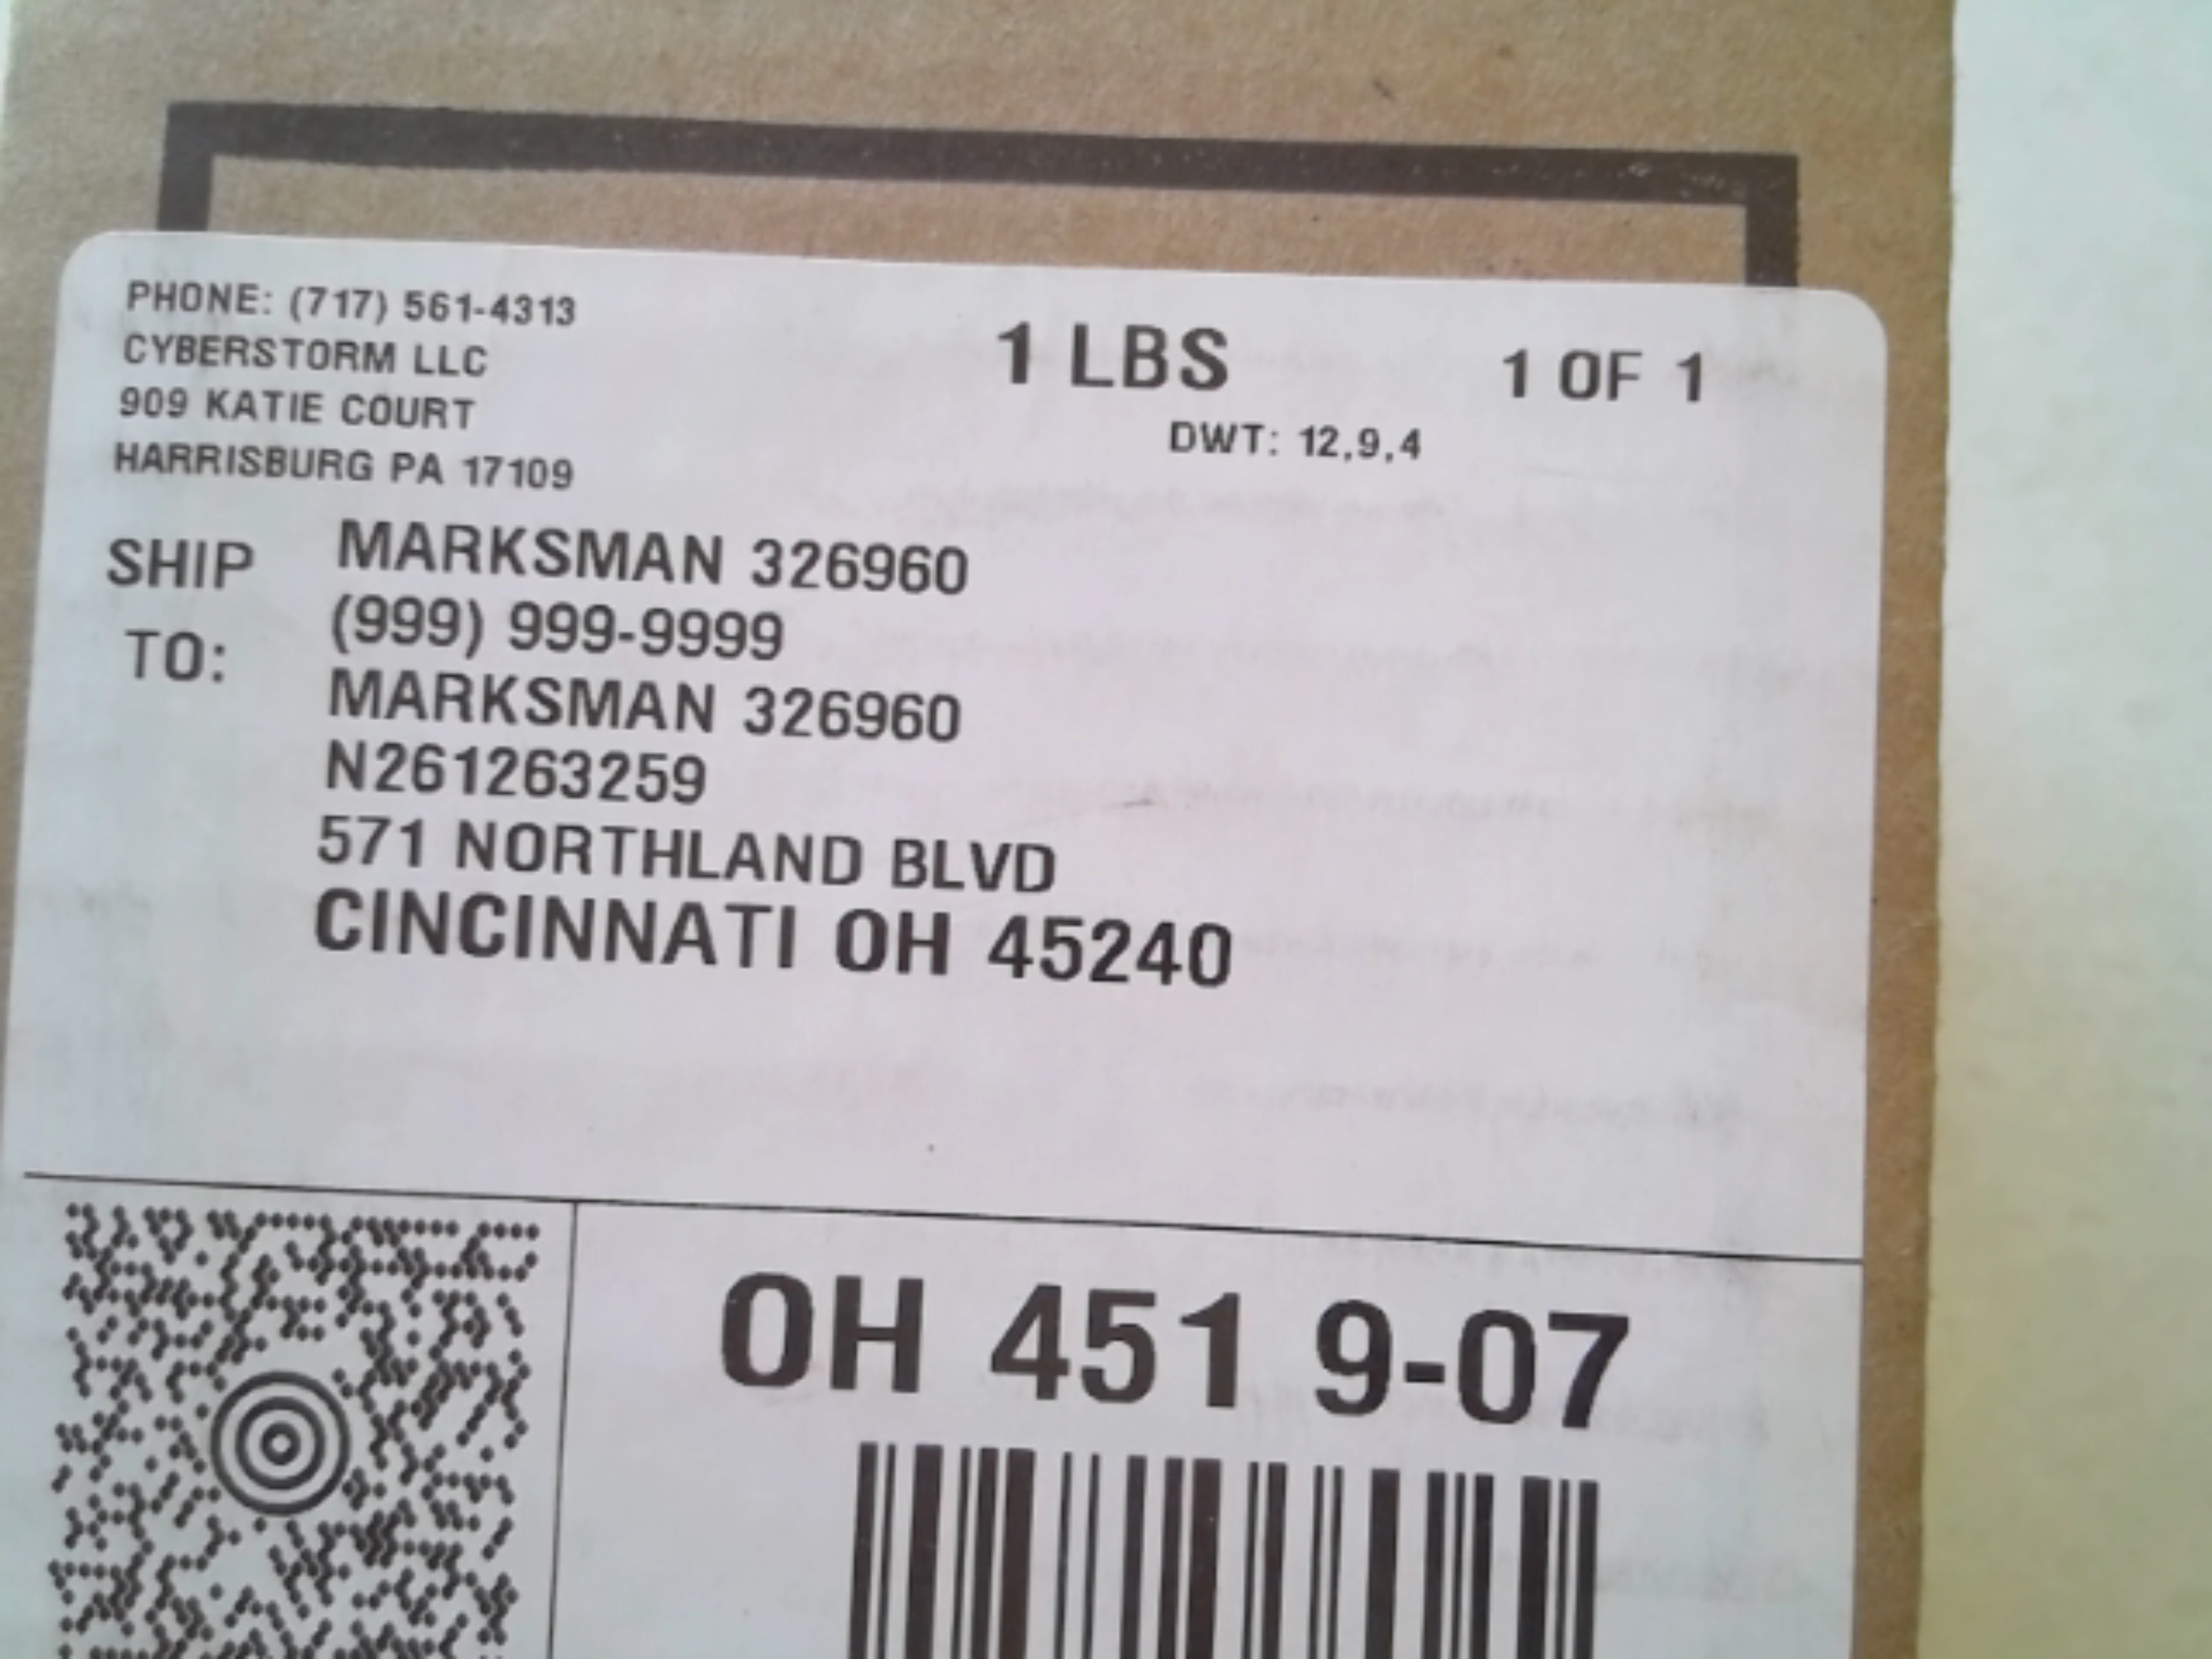 PHONE: (717) 561-4313
CYBERSTORM LLC
909 KATIE COURT
HARRISBURG PA 17109
1 LBS
1 OF 1
DWT: 12,9,4
SHIP TO:
MARKSMAN 326960
(999) 999-9999
MARKSMAN 326960
N261263259
571 NORTHLAND BLVD
CINCINNATI OH 45240
OH 451 9-07